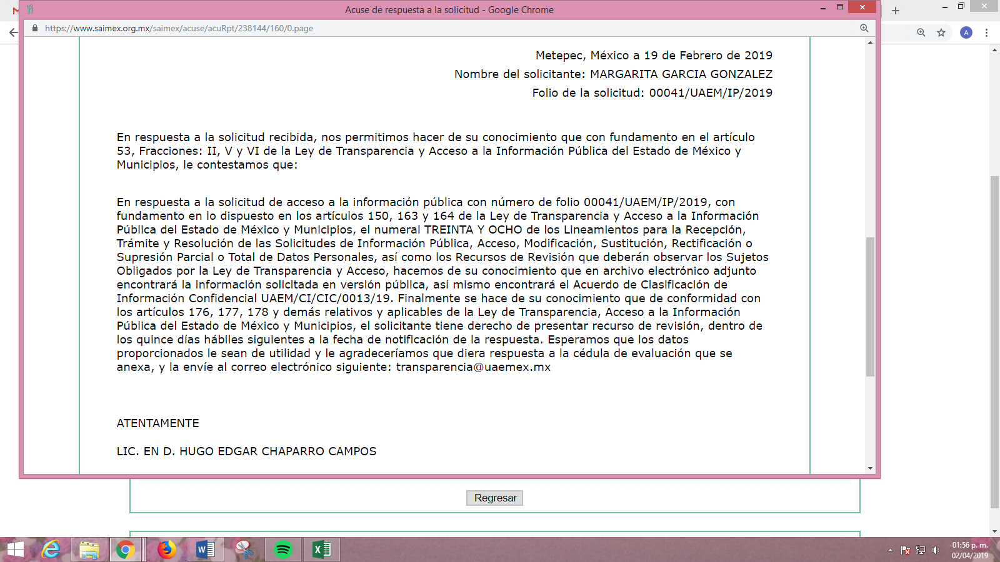 Acuse de respuesta a la solicitud - Google Chrome
https://www.saimex.org.mx/saimex/acuse/acuRpt/238144/160/0.page
A
Metepec, México a 19 de Febrero de 2019
Nombre del solicitante: MARGARITA GARCIA GONZALEZ
Folio de la solicitud: 00041/UAEM/IP/2019
En respuesta a la solicitud recibida, nos permitimos hacer de su conocimiento que con fundamento en el artículo
53, Fracciones: II, V y VI de la Ley de Transparencia y Acceso a la Información Pública del Estado de México y
Municipios, le contestamos que:
En respuesta a la solicitud de acceso a la información pública con número de folio 00041/UAEM/IP/2019, con
fundamento en lo dispuesto en los artículos 150, 163 y 164 de la Ley de Transparencia y Acceso a la Información
Pública del Estado de México y Municipios, el numeral TREINTA Y OCHO de los Lineamientos para la Recepción,
Trámite y Resolución de las Solicitudes de Información Pública, Acceso, Modificación, Sustitución, Rectificación o
Supresión Parcial o Total de Datos Personales, así como los Recursos de Revisión que deberán observar los Sujetos
Obligados por la Ley de Transparencia y Acceso, hacemos de su conocimiento que en archivo electrónico adjunto
encontrará la información solicitada en versión pública, así mismo encontrará el Acuerdo de Clasificación de
Información Confidencial UAEM/CI/CIC/0013/19. Finalmente se hace de su conocimiento que de conformidad con
los artículos 176, 177, 178 y demás relativos y aplicables de la Ley de Transparencia, Acceso a la Información
Pública del Estado de México y Municipios, el solicitante tiene derecho de presentar recurso de revisión, dentro de
los quince días hábiles siguientes a la fecha de notificación de la respuesta. Esperamos que los datos
proporcionados le sean de utilidad y le agradeceríamos que diera respuesta a la cédula de evaluación que se
anexa, y la envíe al correo electrónico siguiente: transparencia@uaemex.mx
ATENTAMENTE
LIC. EN D. HUGO EDGAR CHAPARRO CAMPOS
Regresar
01:56 p. m.
02/04/2019